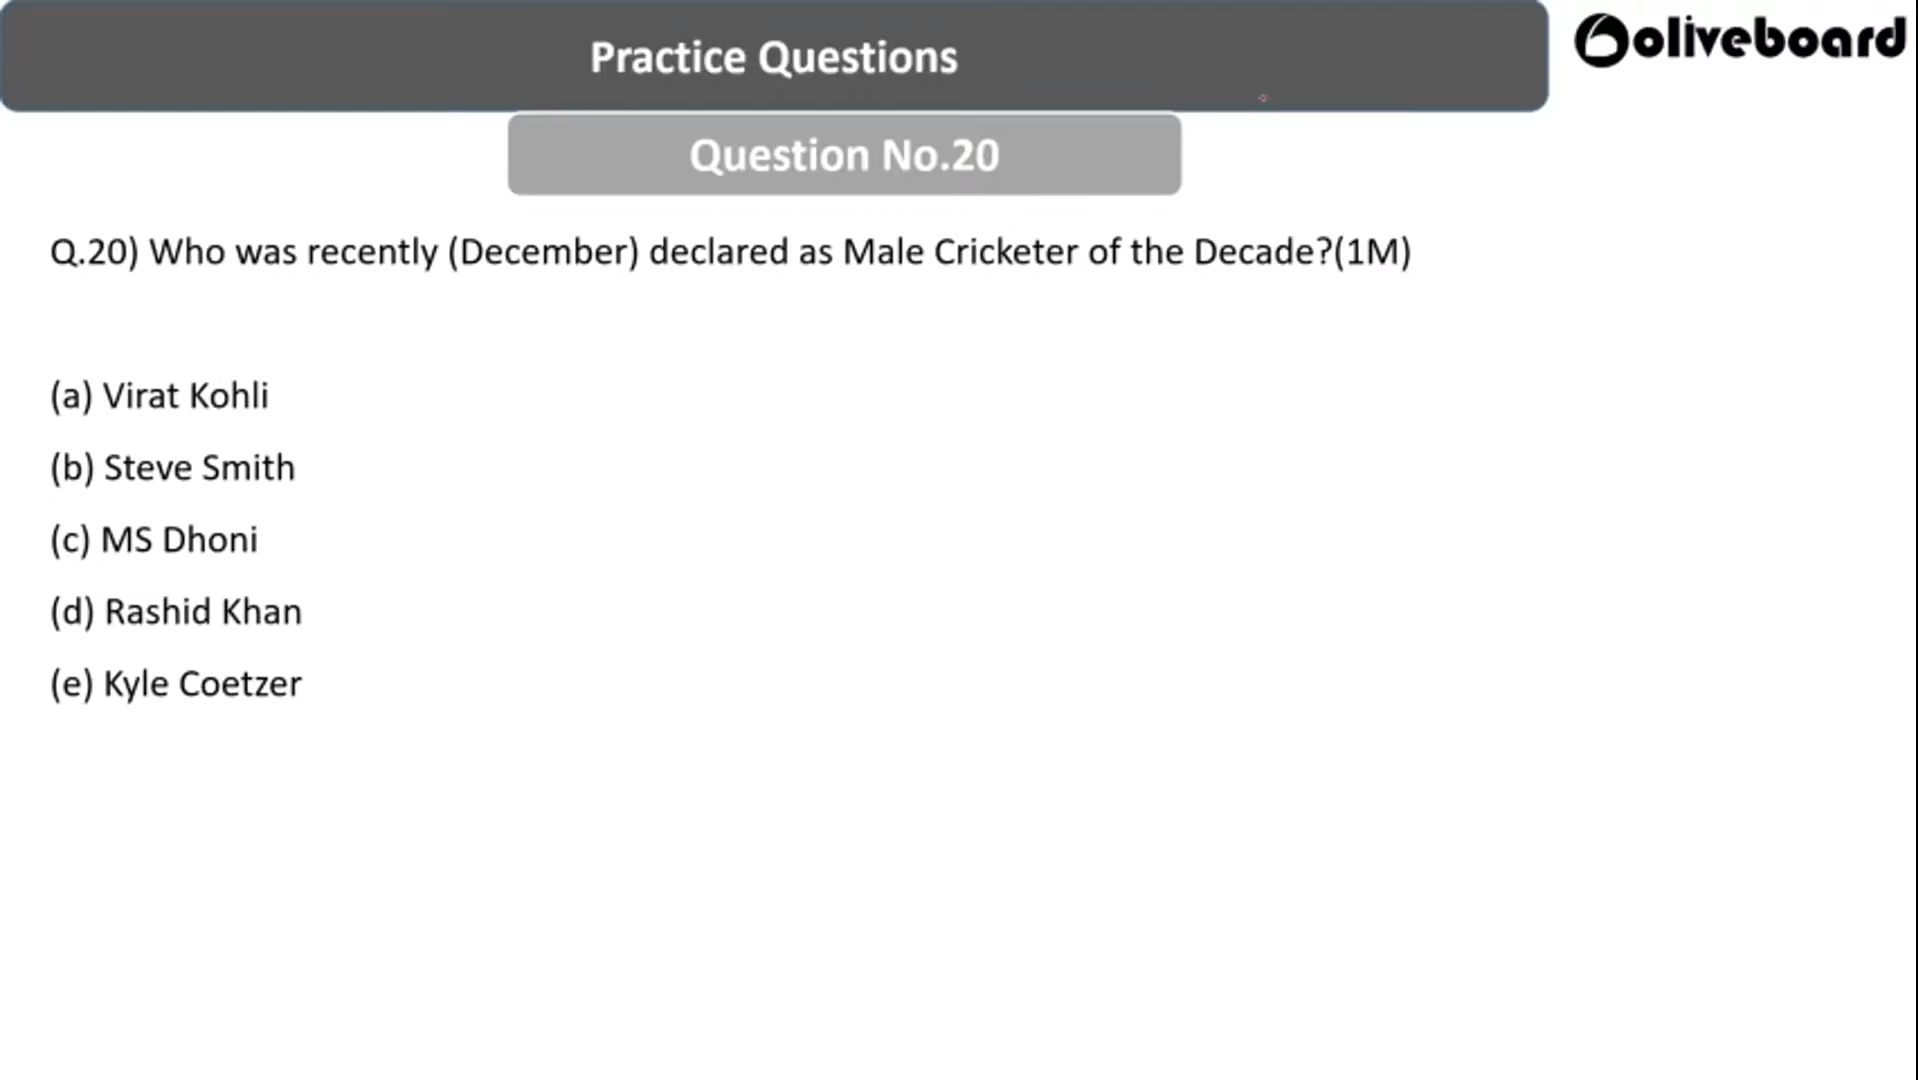 Practice Questions
oliveboard
Question No.20
Q.20) Who was recently (December) declared as Male Cricketer of the Decade?(1M)
(a) Virat Kohli
(b) Steve Smith
(c) MS Dhoni
(d) Rashid Khan
(e) Kyle Coetzer